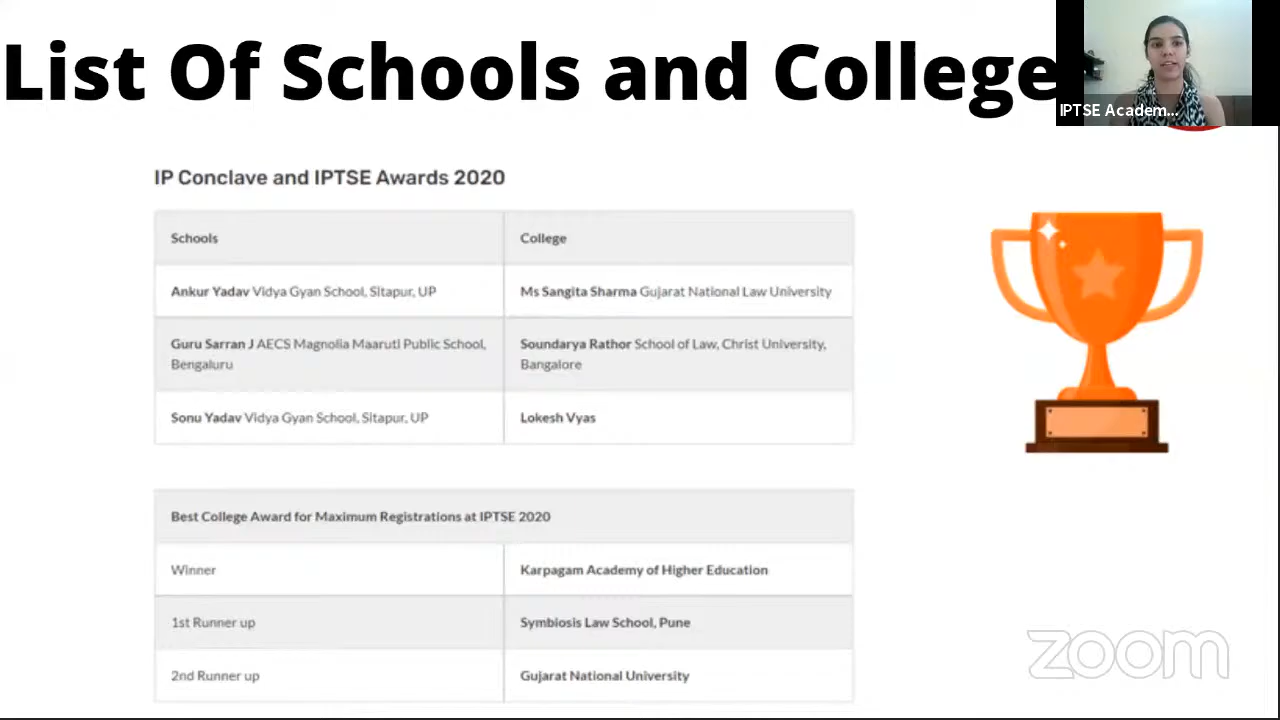 List Of Schools and College
IPTSE Academ...
IP Conclave and IPTSE Awards 2020
Schools
College
Ankur Yadav Vidya Gyan School, Sitapur, UP
Ms Sangita Sharma Gujarat National Law University
Guru Sarran J AECS Magnolia Maaruti Public School,
Bengaluru
Soundarya Rathor School of Law, Christ University,
Bangalore
Sonu Yadav Vidya Gyan School, Sitapur, UP
Lokesh Vyas
Best College Award for Maximum Registrations at IPTSE 2020
Winner
Karpagam Academy of Higher Education
1st Runner up
Symbiosis Law School, Pune
2nd Runner up
Gujarat National University
zoom